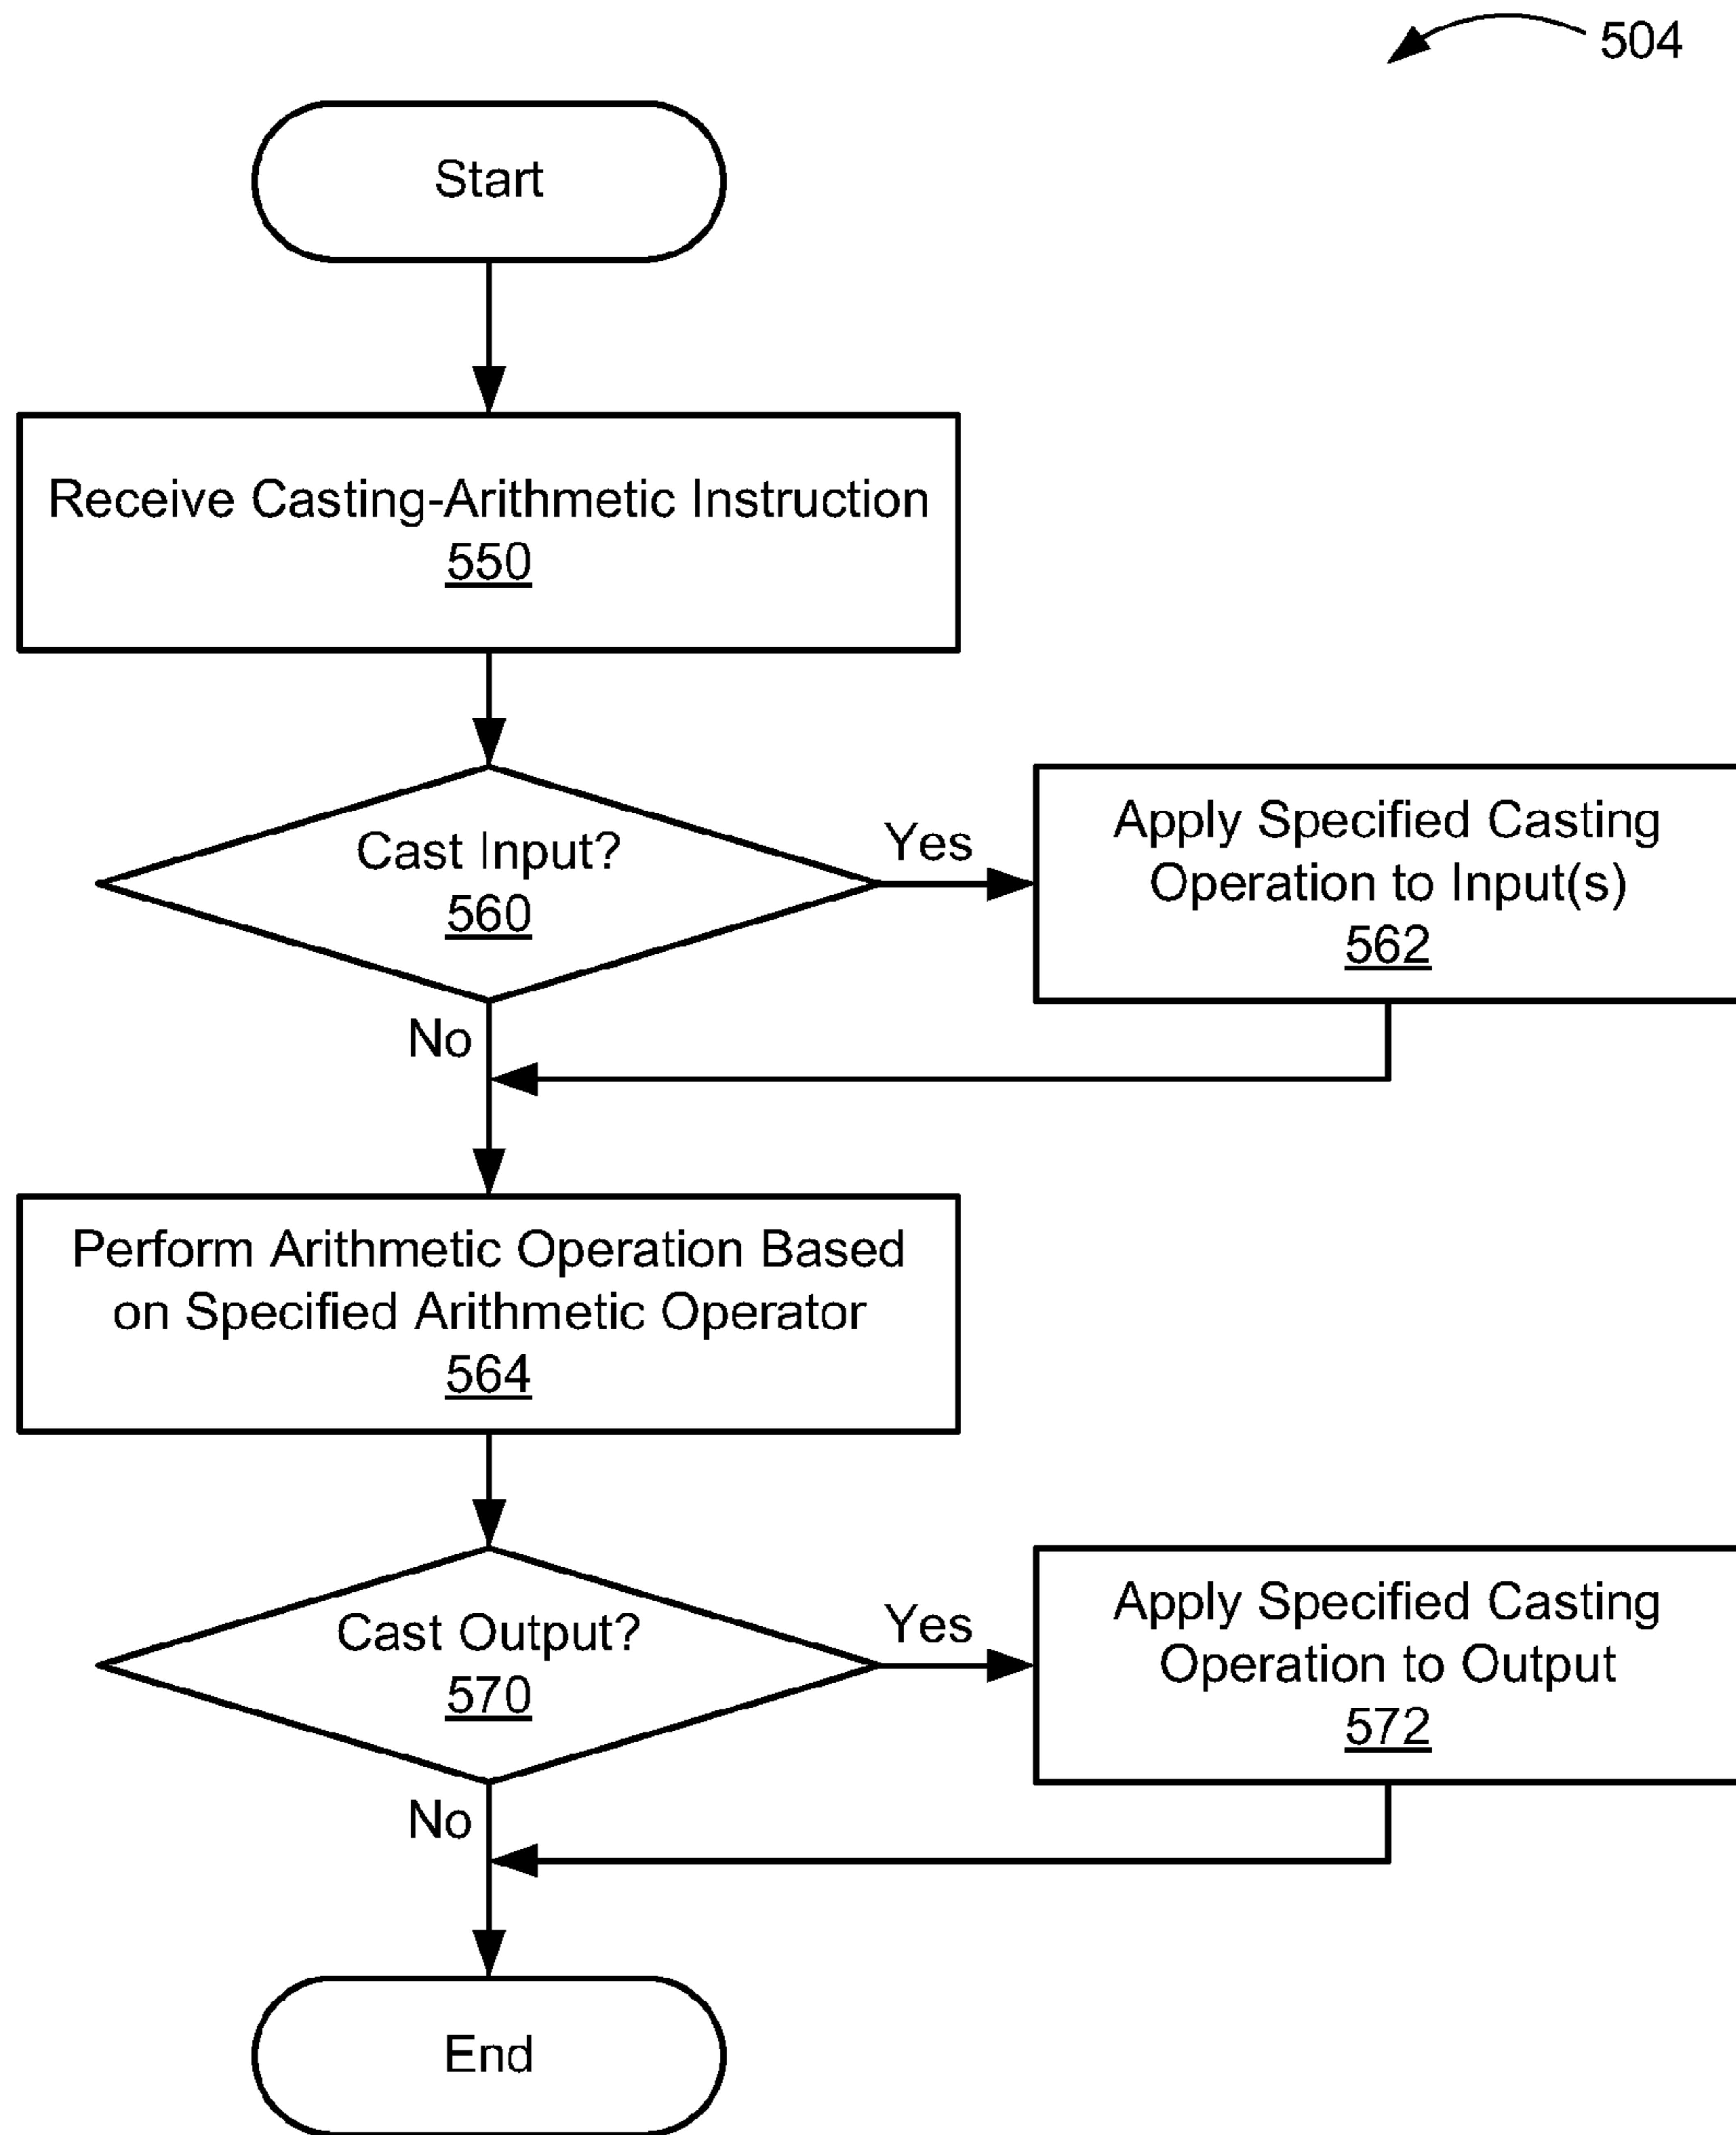 504
Start
Receive Casting-Arithmetic Instruction
550
Cast Input?
560
Yes
Apply Specified Casting
Operation to Input(s)
562
No
Perform Arithmetic Operation Based
on Specified Arithmetic Operator
564
Cast Output?
570
Yes
Apply Specified Casting
Operation to Output
572
No
End